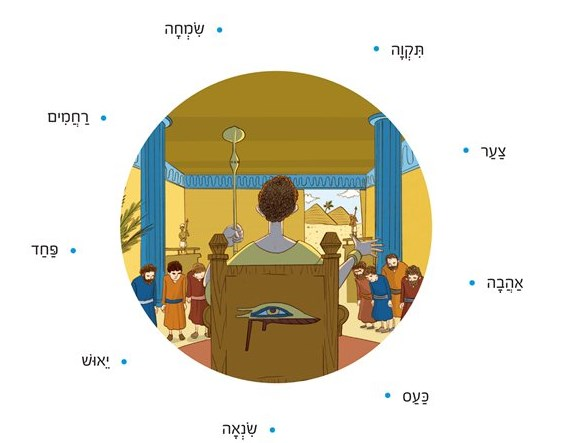 שִׂמְחָה
תִּקְוָה
רַחֲמִים
צַעַר
פַּחַד
אַהֲבָה
יֵאוּשׁ
כַּעַס
שִׂנְאָה